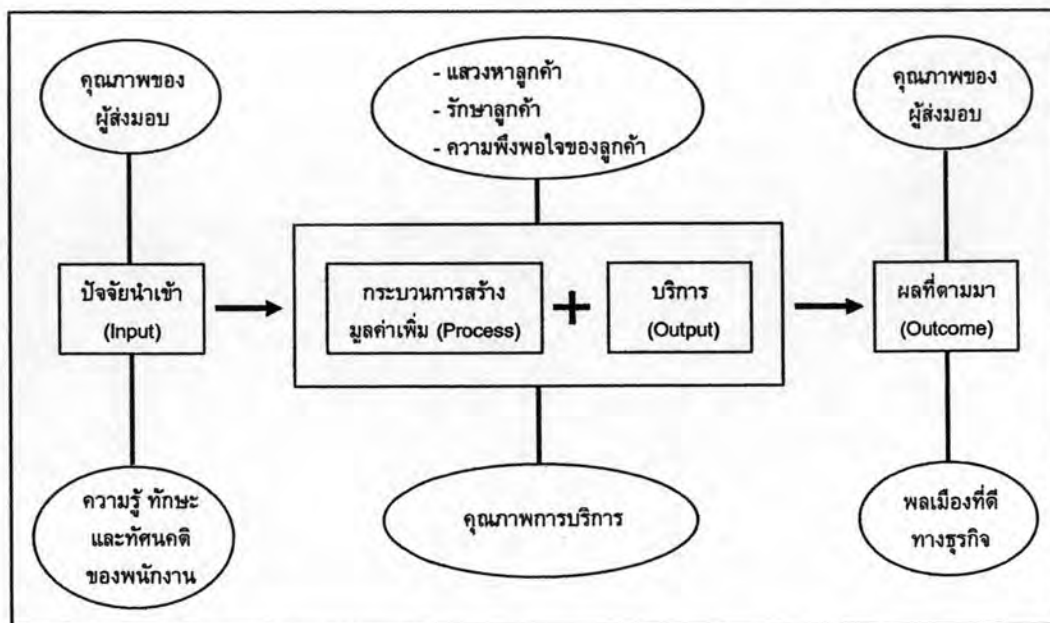 คุณภาพของ
ผู้ส่งมอบ
- แสวงหาลูกค้า
- รักษาลูกค้า
- ความพึงพอใจของลูกค้า
คุณภาพของ
ผู้ส่งมอบ
ปัจจัยนำเข้า
(Input)
กระบวนการสร้าง
มูลค่าเพิ่ม (Process)
+
บริการ
(Output)
ผลที่ตามมา
(Outcome)
ความรู้ ทักษะ
และทัศนคติ
ของพนักงาน
คุณภาพการบริการ
พลเมืองที่ดี
ทางธุรกิจ